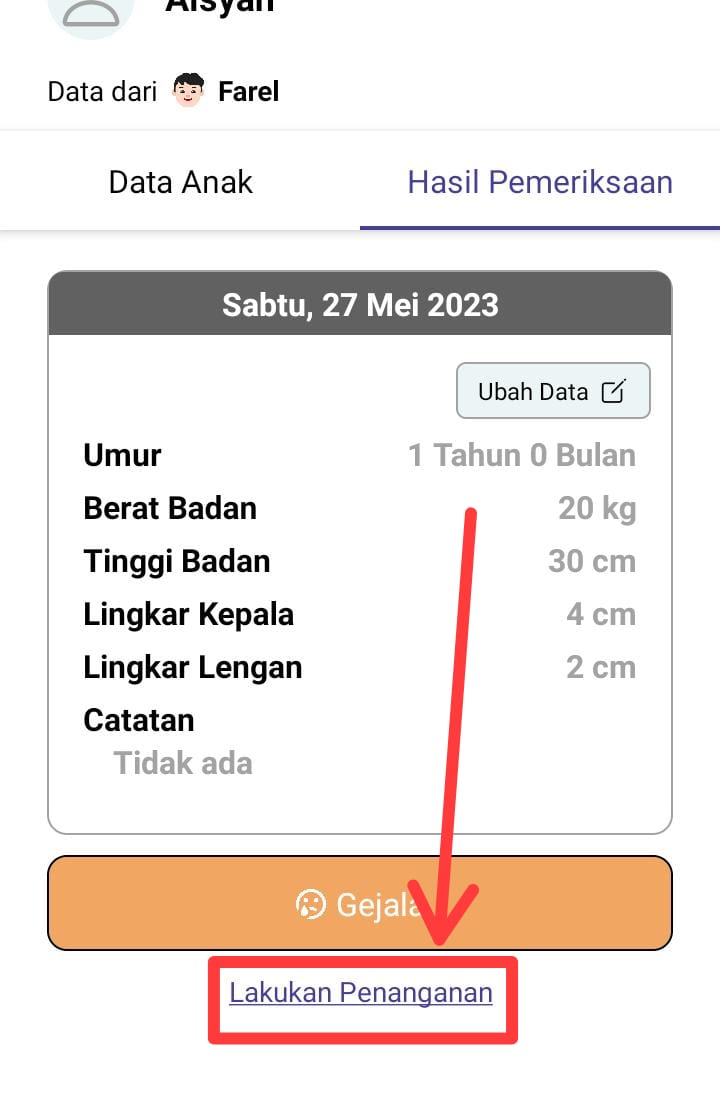 Aisyah
Data dari Farel
Data Anak
Hasil Pemeriksaan
Sabtu, 27 Mei 2023
Ubah Data
Umur 1 Tahun 0 Bulan
Berat Badan 20 kg
Tinggi Badan 30 cm
Lingkar Kepala 4 cm
Lingkar Lengan 2 cm
Catatan
Tidak ada
Gejala
Lakukan Penanganan